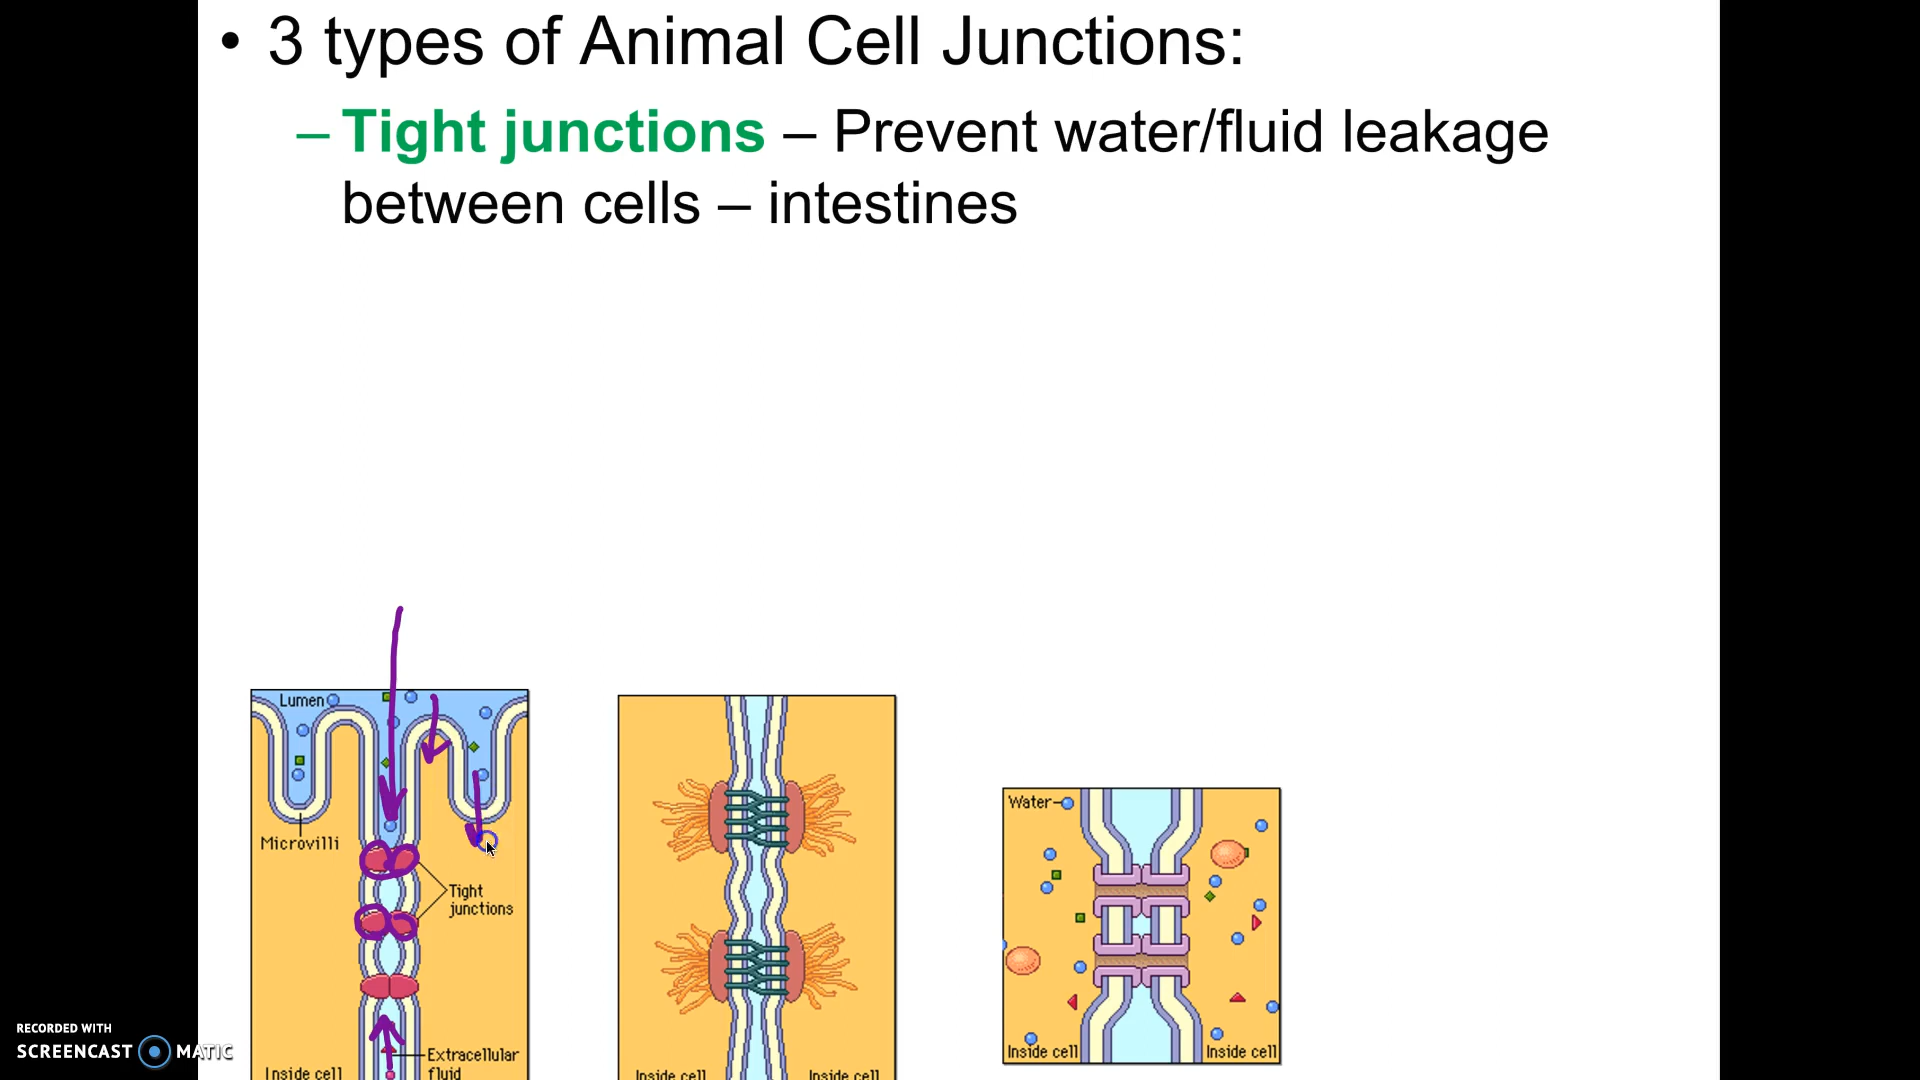 • 3 types of Animal Cell Junctions:
– Tight junctions – Prevent water/fluid leakage
between cells – intestines
Lumen
Microvilli
Tight
junctions
Extracellular
fluid
Inside cell
Inside cell
Inside cell
Water
Inside cell
Inside cell
RECORDED WITH
SCREENCAST MATIC